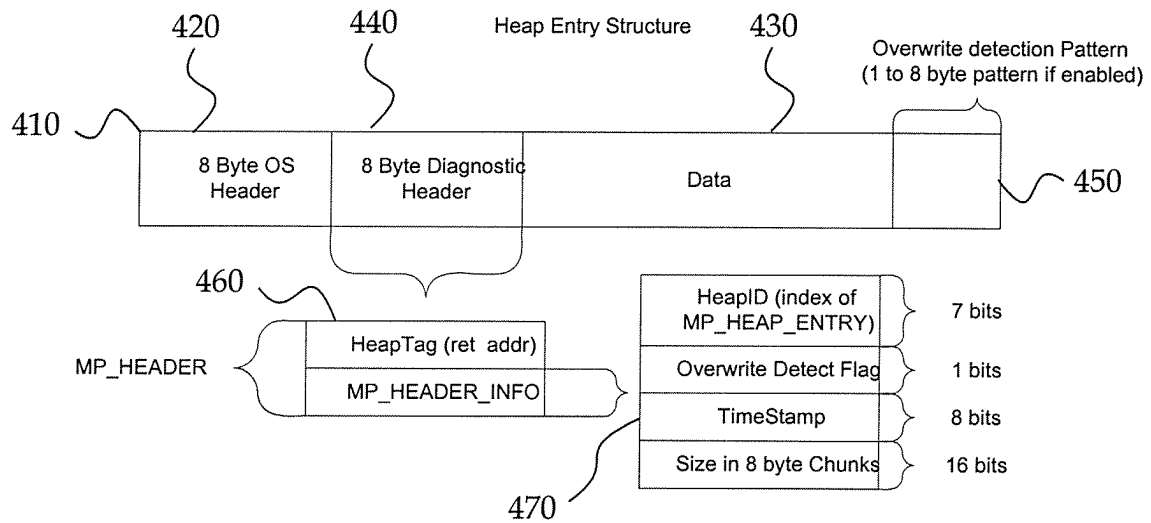 Heap Entry Structure
420
440
430
Overwrite detection Pattern
(1 to 8 byte pattern if enabled)
410
8 Byte OS
Header
8 Byte Diagnostic
Header
Data
450
460
HeapTag (ret addr)
MP_HEADER
MP_HEADER_INFO
HeapID (index of
MP_HEAP_ENTRY)
7 bits
Overwrite Detect Flag
1 bits
TimeStamp
8 bits
Size in 8 byte Chunks
16 bits
470